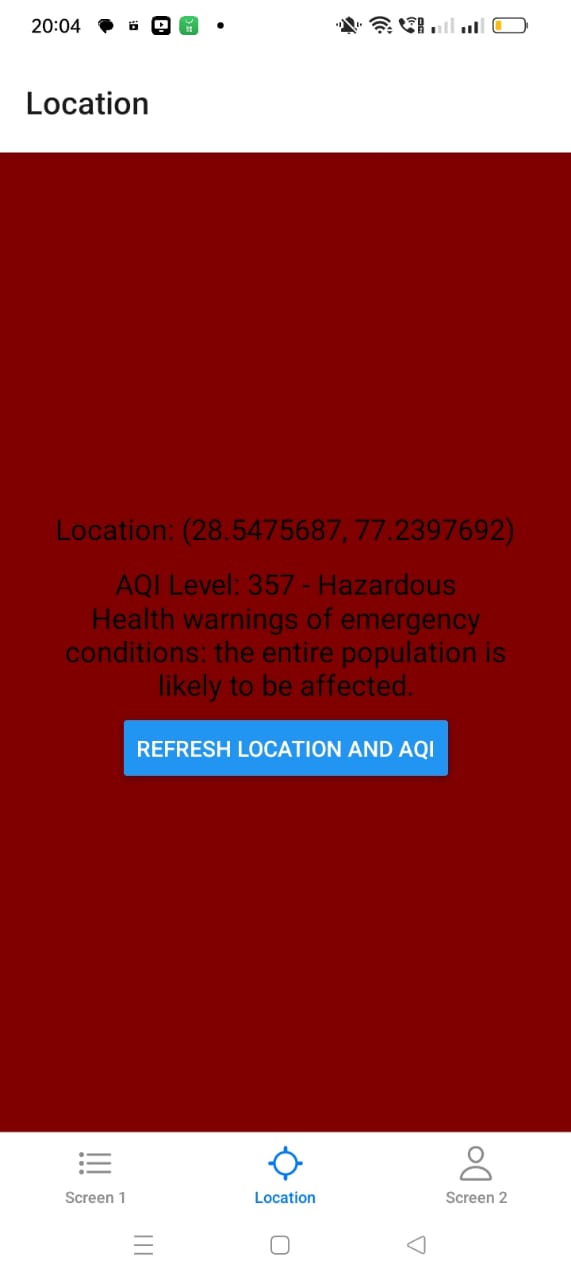 20:04
Location
Location: (28.5475687, 77.2397692)
AQI Level: 357 - Hazardous
Health warnings of emergency
conditions: the entire population is
likely to be affected.
REFRESH LOCATION AND AQI
Screen 1
Location
Screen 2